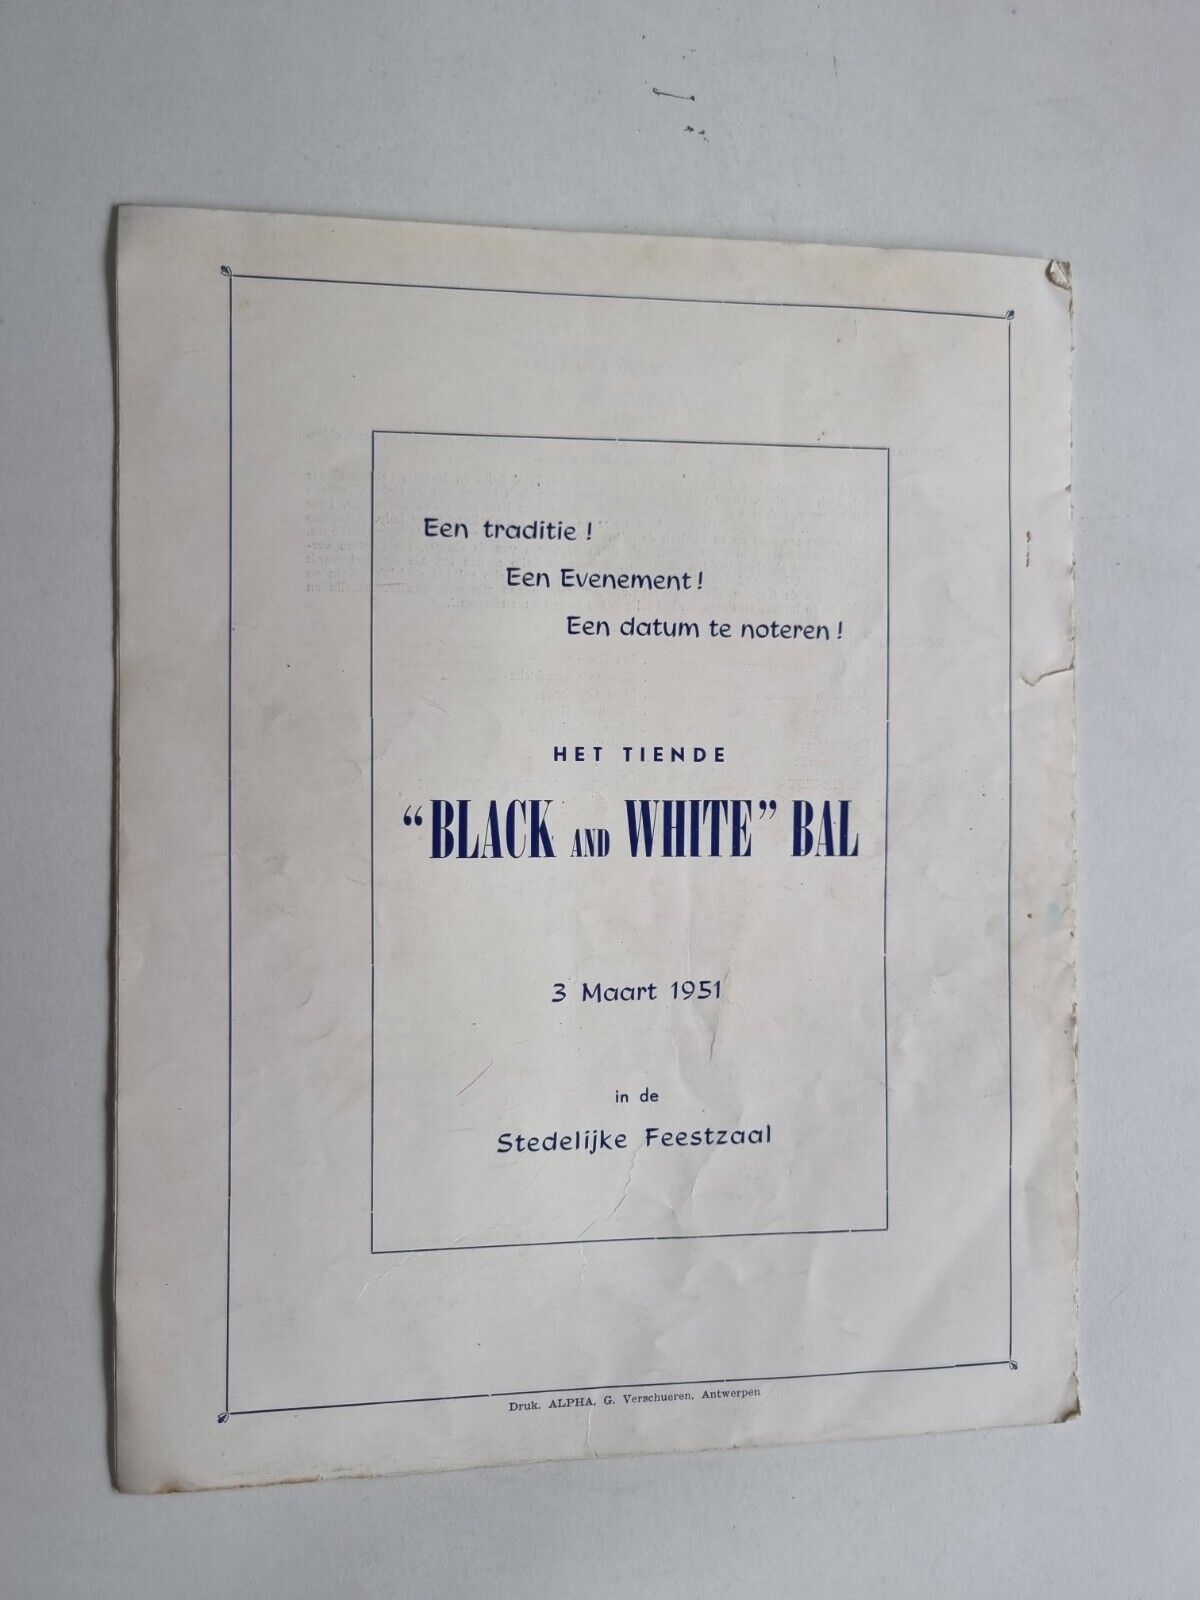 Een traditie !
Een Evenement !
Een datum te noteren !
HET TIENDE
“BLACK AND WHITE” BAL
3 Maart 1951
in de
Stedelijke Feestzaal
Druk. ALPHA, G. Verschueren, Antwerpen